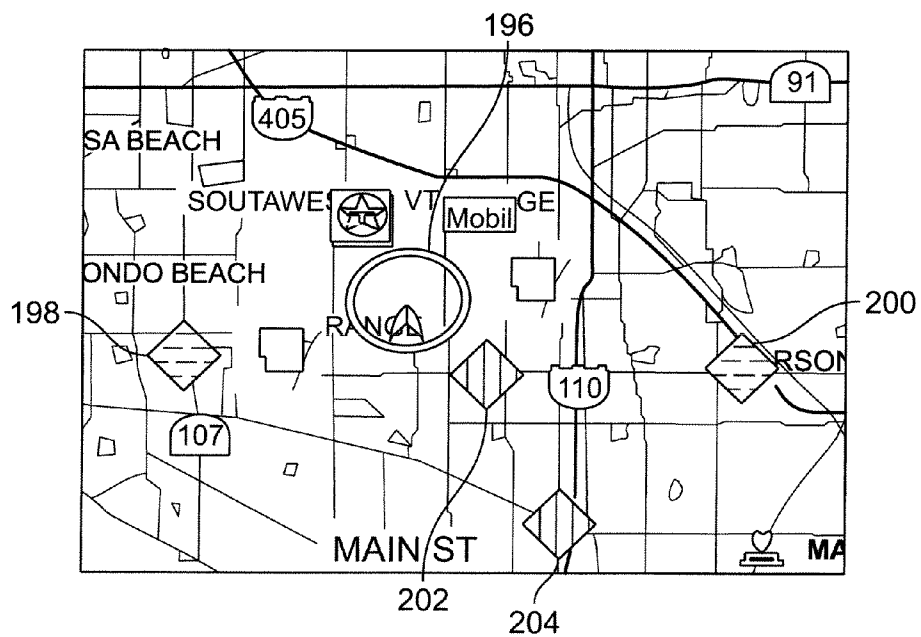 196
91
405
SA BEACH
SOUTAWES VT GE
Mobil
ONDO BEACH
198
200
RANGE
RSON
110
107
MAIN ST
MA
202
204